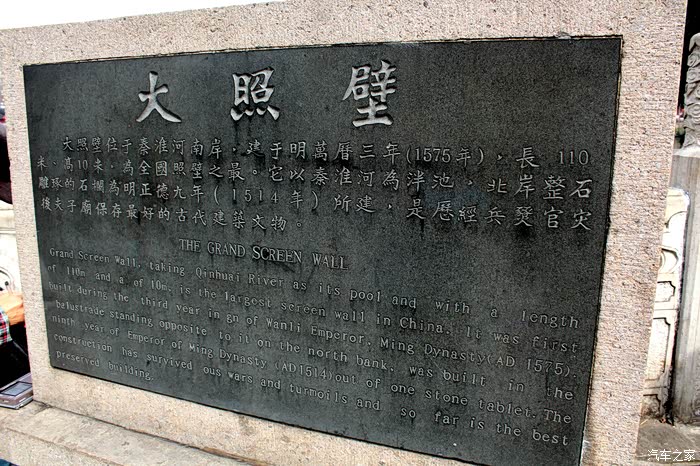 大照壁
大照壁位于秦淮河南岸，建于明萬曆三年(1575年)，長 110
米、高10米，為全國照壁之最。它以秦淮河為泮池，北岸整石
雕琢的石欄為明正德九年（1514年）所建，是歷經兵燹官灾
後夫子廟保存最好的古代建築文物。
THE GRAND SCREEN WALL
Grand Screen Wall, taking Qinhuai River as its pool and with a length
of 110m and a of 10m, is the largest screen wall in China. It was first
built during the third year in gn of Wanli Emperor, Ming Dynasty(AD 1575).
balustrade standing opposite to it on the north bank, was built in the
ninth year of Emperor of Ming Dynasty (AD1514)out of one stone tablet.The
construction has survived ous wars and turmoils and so far is the best
preserved building.
汽车之家